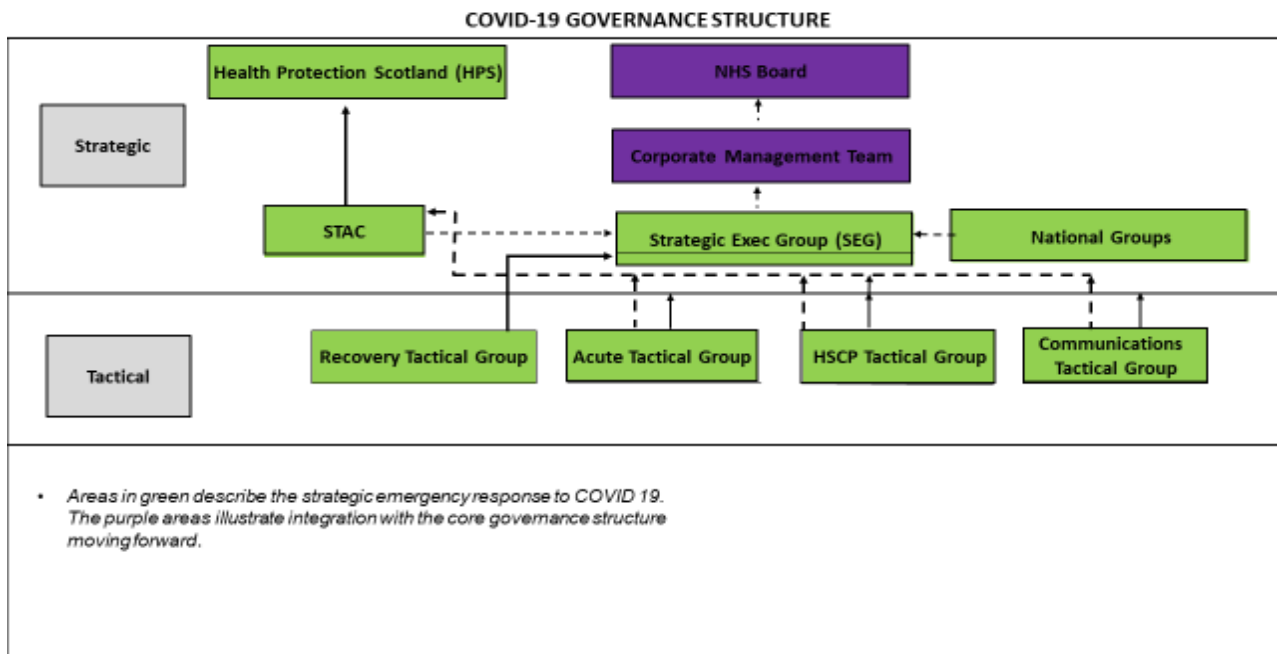 COVID-19 GOVERNANCE STRUCTURE
Health Protection Scotland (HPS)
NHS Board
Strategic
Corporate Management Team
STAC
Strategic Exec Group (SEG)
National Groups
Tactical
Recovery Tactical Group
Acute Tactical Group
HSCP Tactical Group
Communications
Tactical Group
• Areas in green describe the strategic emergency response to COVID 19.
The purple areas illustrate integration with the core governance structure
moving forward.